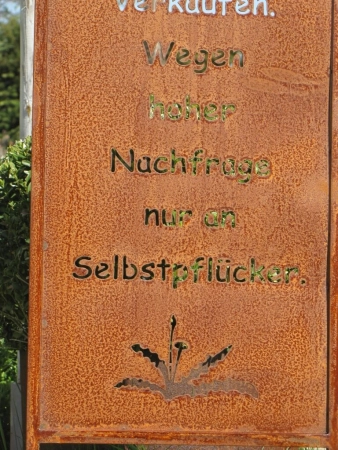 verkaufen.
Wegen
hoher
Nachfrage
nur an
Selbstpflücker.